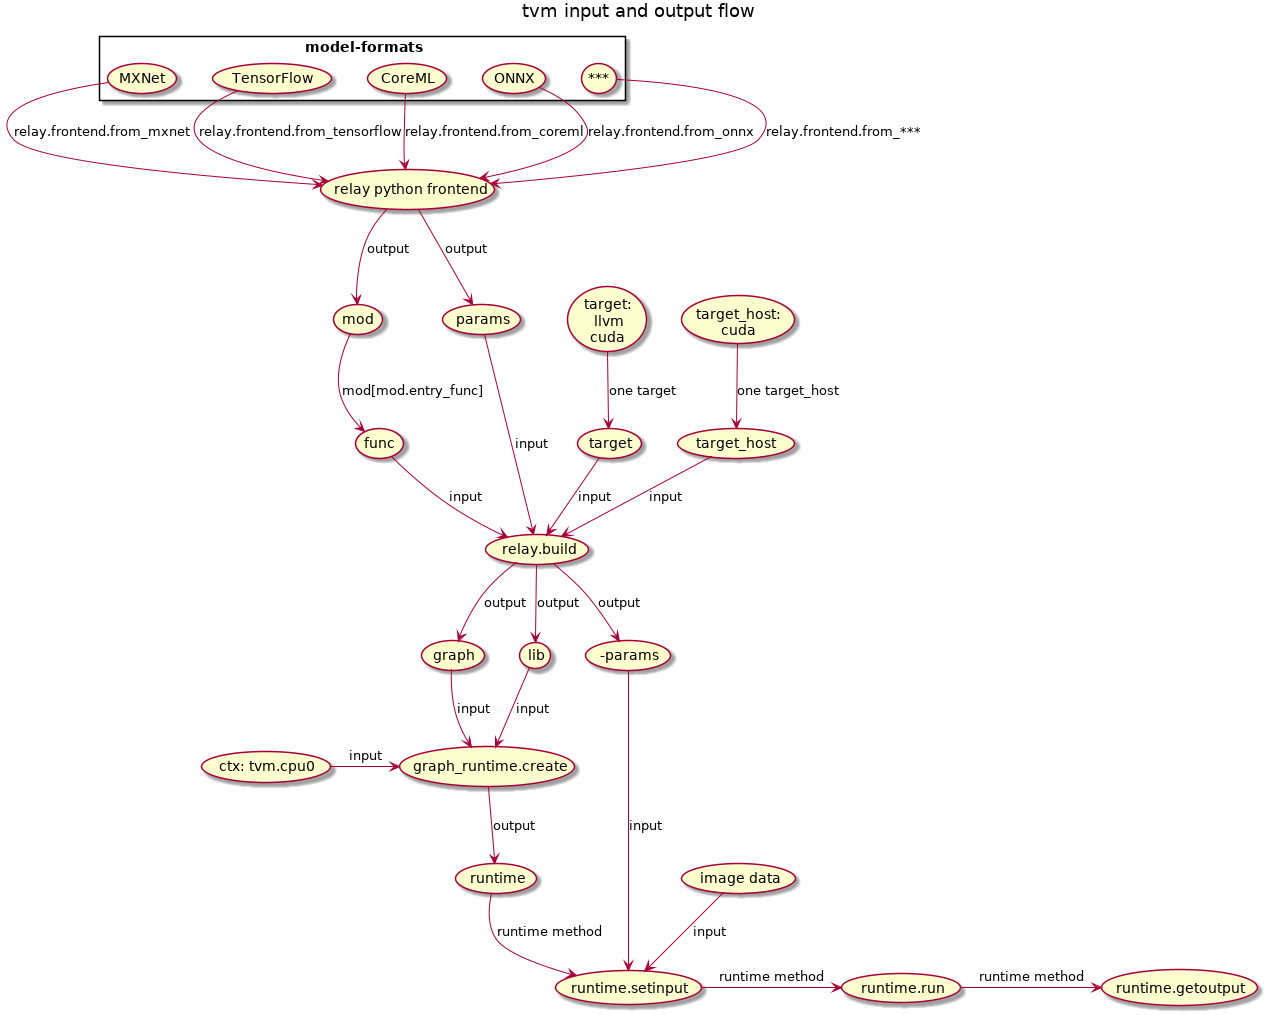 tvm input and output flow
model-formats
MXNet
TensorFlow
CoreML
ONNX
***
relay.frontend.from_mxnet
relay.frontend.from_tensorflow
relay.frontend.from_coreml
relay.frontend.from_onnx
relay.frontend.from_***
relay python frontend
output
output
mod
params
target:
llvm
cuda
target_host:
cuda
mod[mod.entry_func]
one target
one target_host
func
input
target
target_host
input
input
input
relay.build
output
output
output
graph
lib
-params
input
input
ctx: tvm.cpu0
input
graph_runtime.create
output
input
runtime
image data
runtime method
input
runtime.setinput
runtime method
runtime.run
runtime method
runtime.getoutput